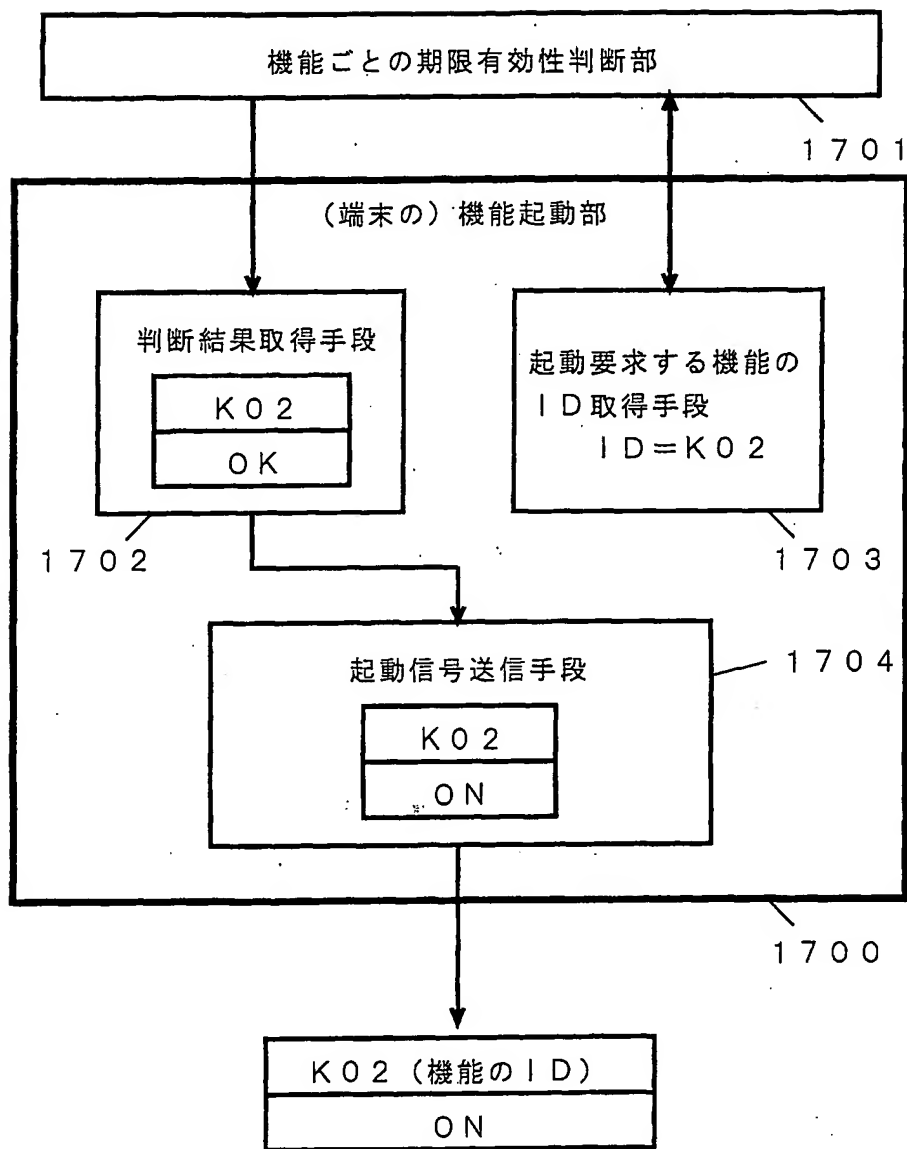 機能ごとの期限有効性判断部
1701
(端末の)機能起動部
判断結果取得手段
K02
OK
1702
起動要求する機能の
ID取得手段
ID=K02
1703
起動信号送信手段
K02
ON
1704
1700
K02(機能のID)
ON